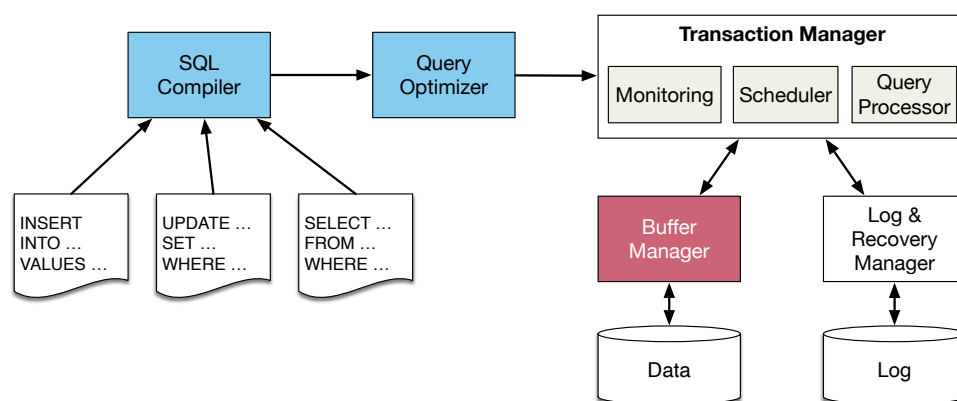 SQL
Compiler
Query
Optimizer
Transaction Manager
Monitoring
Scheduler
Query
Processor
INSERT
INTO …
VALUES …
UPDATE …
SET …
WHERE …
SELECT …
FROM …
WHERE …
Buffer
Manager
Log &
Recovery
Manager
Data
Log